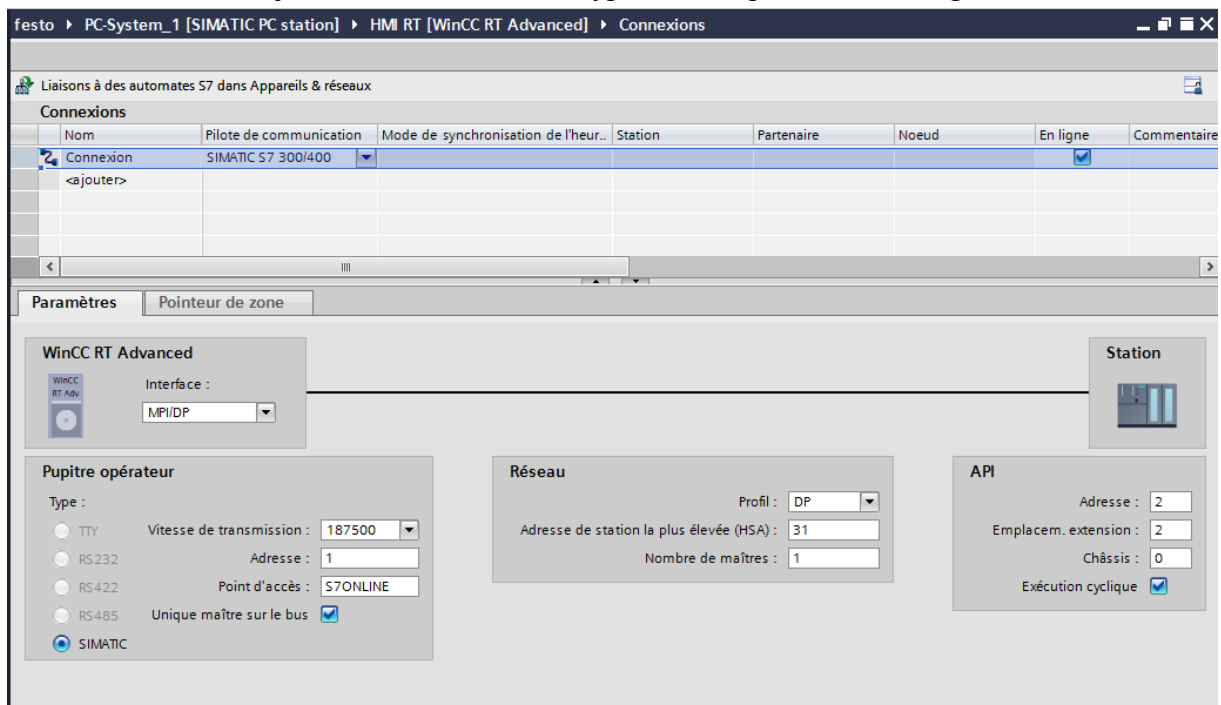 festo ▸ PC-System_1 [SIMATIC PC station] ▸ HMI RT [WinCC RT Advanced] ▸ Connexions
Liaisons à des automates S7 dans Appareils & réseaux
Connexions
Nom Pilote de communication Mode de synchronisation de l'heur.. Station Partenaire Noeud En ligne Commentaire
Connexion SIMATIC S7 300/400
<ajouter>
Paramètres Pointeur de zone
WinCC RT Advanced Station
WinCC
RT Adv
Interface :
MPI/DP
Pupitre opérateur Réseau API
Type : Profil : DP Adresse : 2
TTY Vitesse de transmission : 187500 Adresse de station la plus élevée (HSA) : 31 Emplacem. extension : 2
RS232 Adresse : 1 Nombre de maîtres : 1 Châssis : 0
RS422 Point d'accès : S7ONLINE Exécution cyclique
RS485 Unique maître sur le bus
SIMATIC